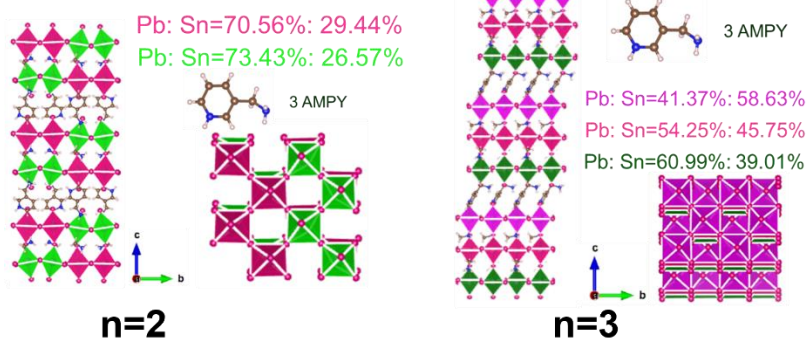 Pb: Sn=70.56%: 29.44%
Pb: Sn=73.43%: 26.57%
3 AMPY
c
b
n=2
3 AMPY
Pb: Sn=41.37%: 58.63%
Pb: Sn=54.25%: 45.75%
Pb: Sn=60.99%: 39.01%
c
b
n=3